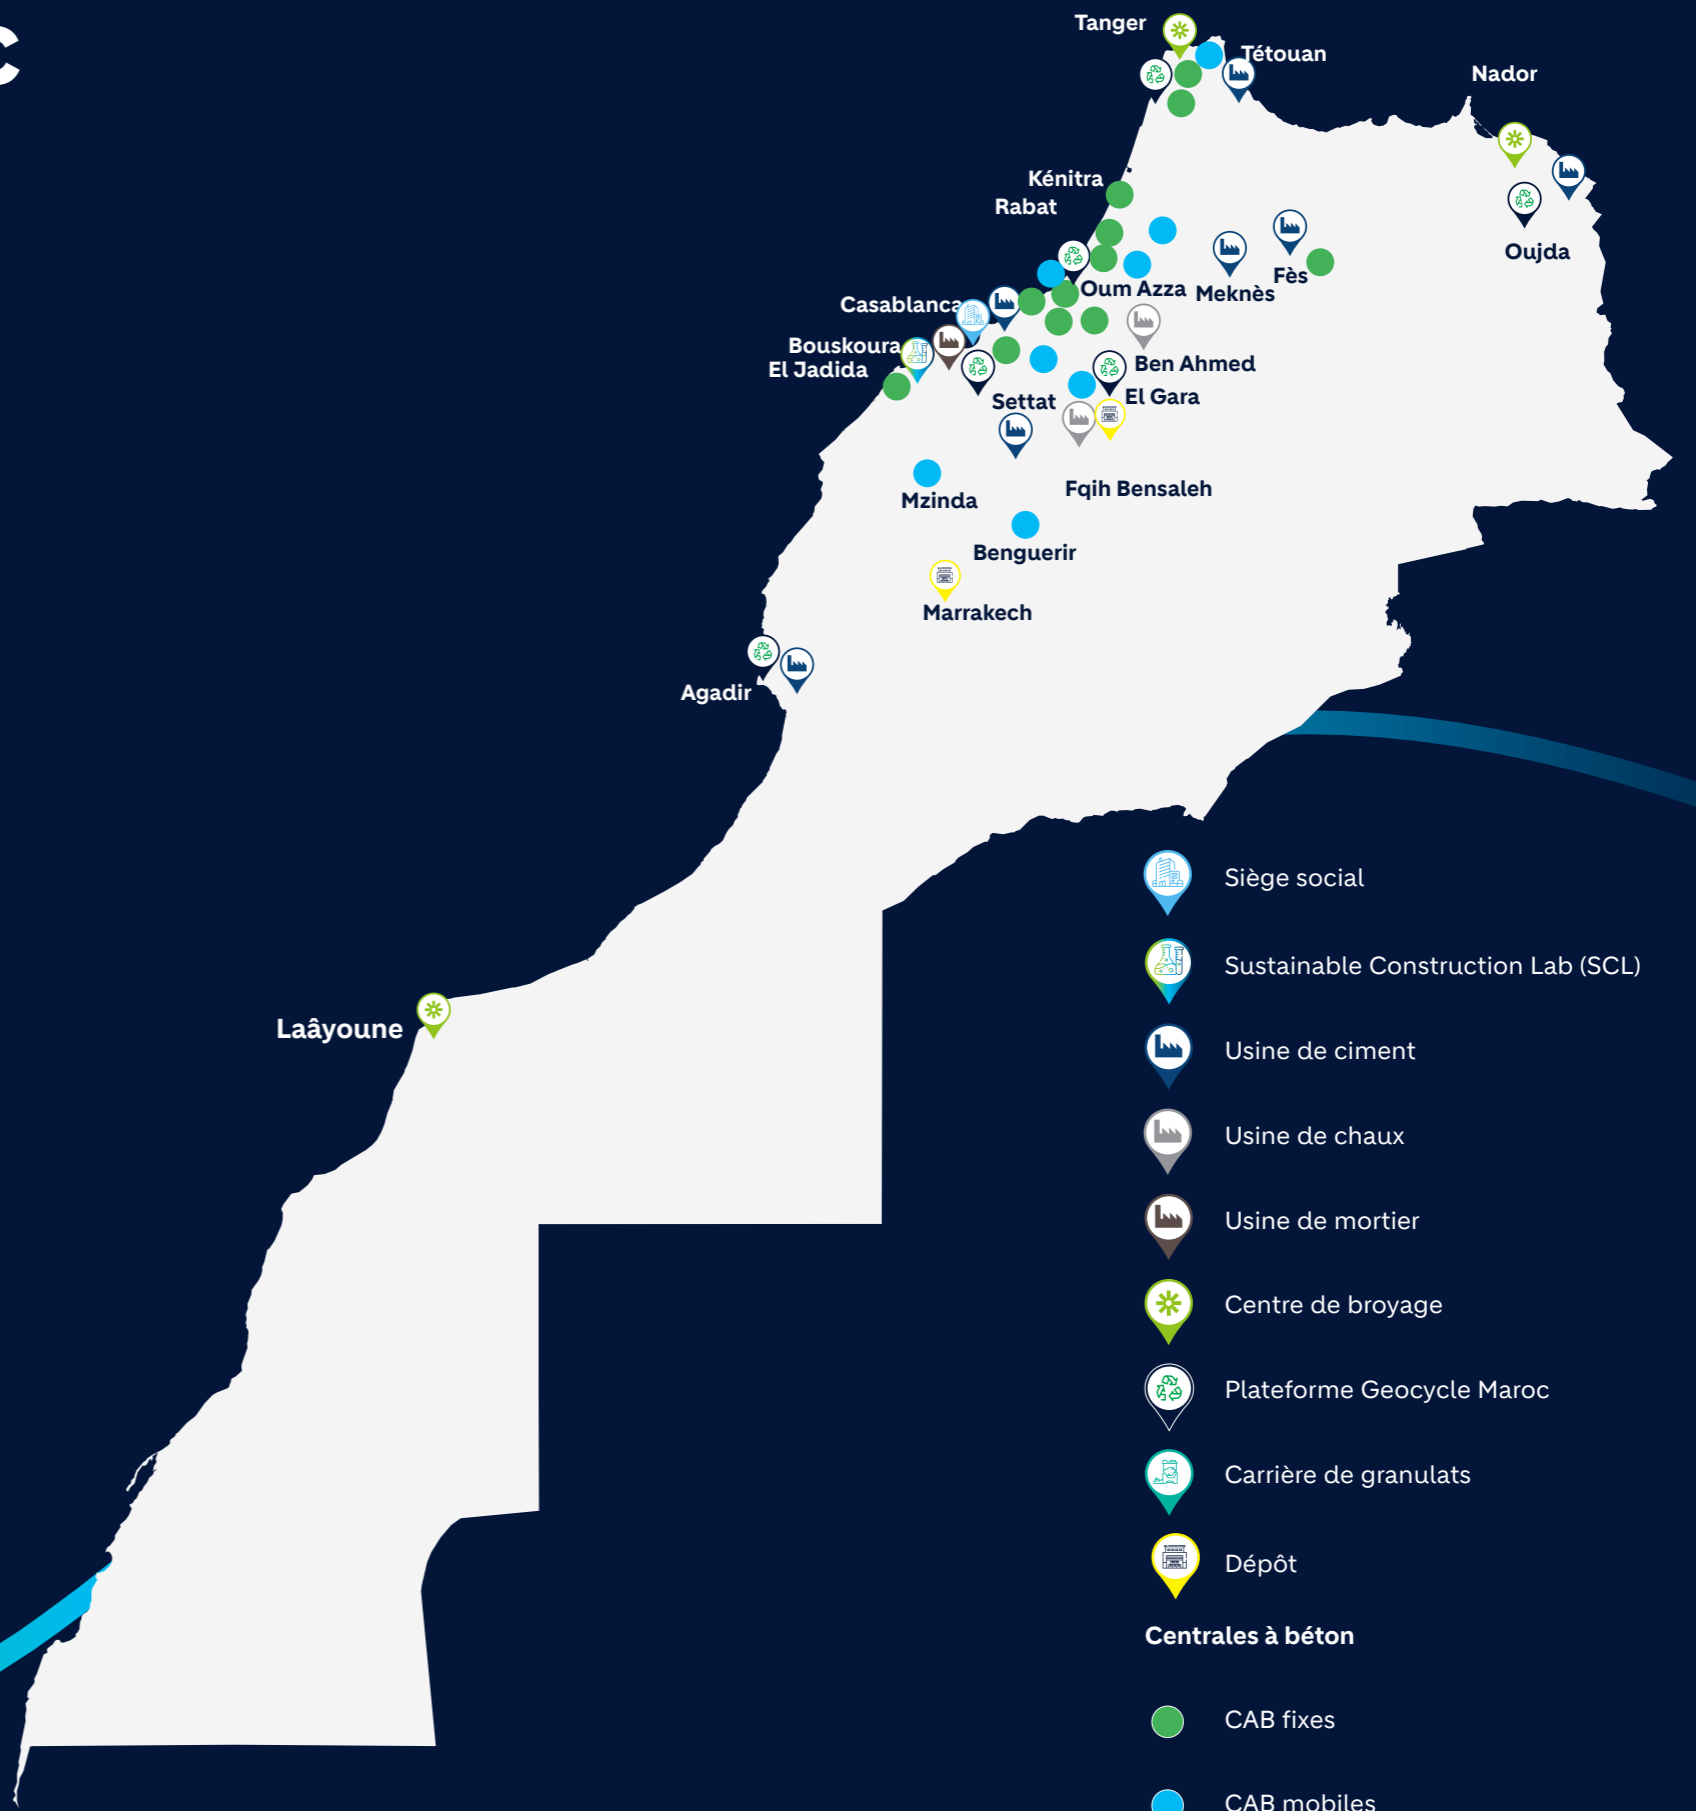 Tanger
Tétouan
Nador
Kénitra
Rabat
Oujda
Fès
Oum Azza
Meknès
Casablanca
Bouskoura
El Jadida
Ben Ahmed
El Gara
Settat
Fqih Bensaleh
Mzinda
Benguerir
Marrakech
Agadir
Laâyoune
Siège social
Sustainable Construction Lab (SCL)
Usine de ciment
Usine de chaux
Usine de mortier
Centre de broyage
Plateforme Geocycle Maroc
Carrière de granulats
Dépôt
Centrales à béton
CAB fixes
CAB mobiles